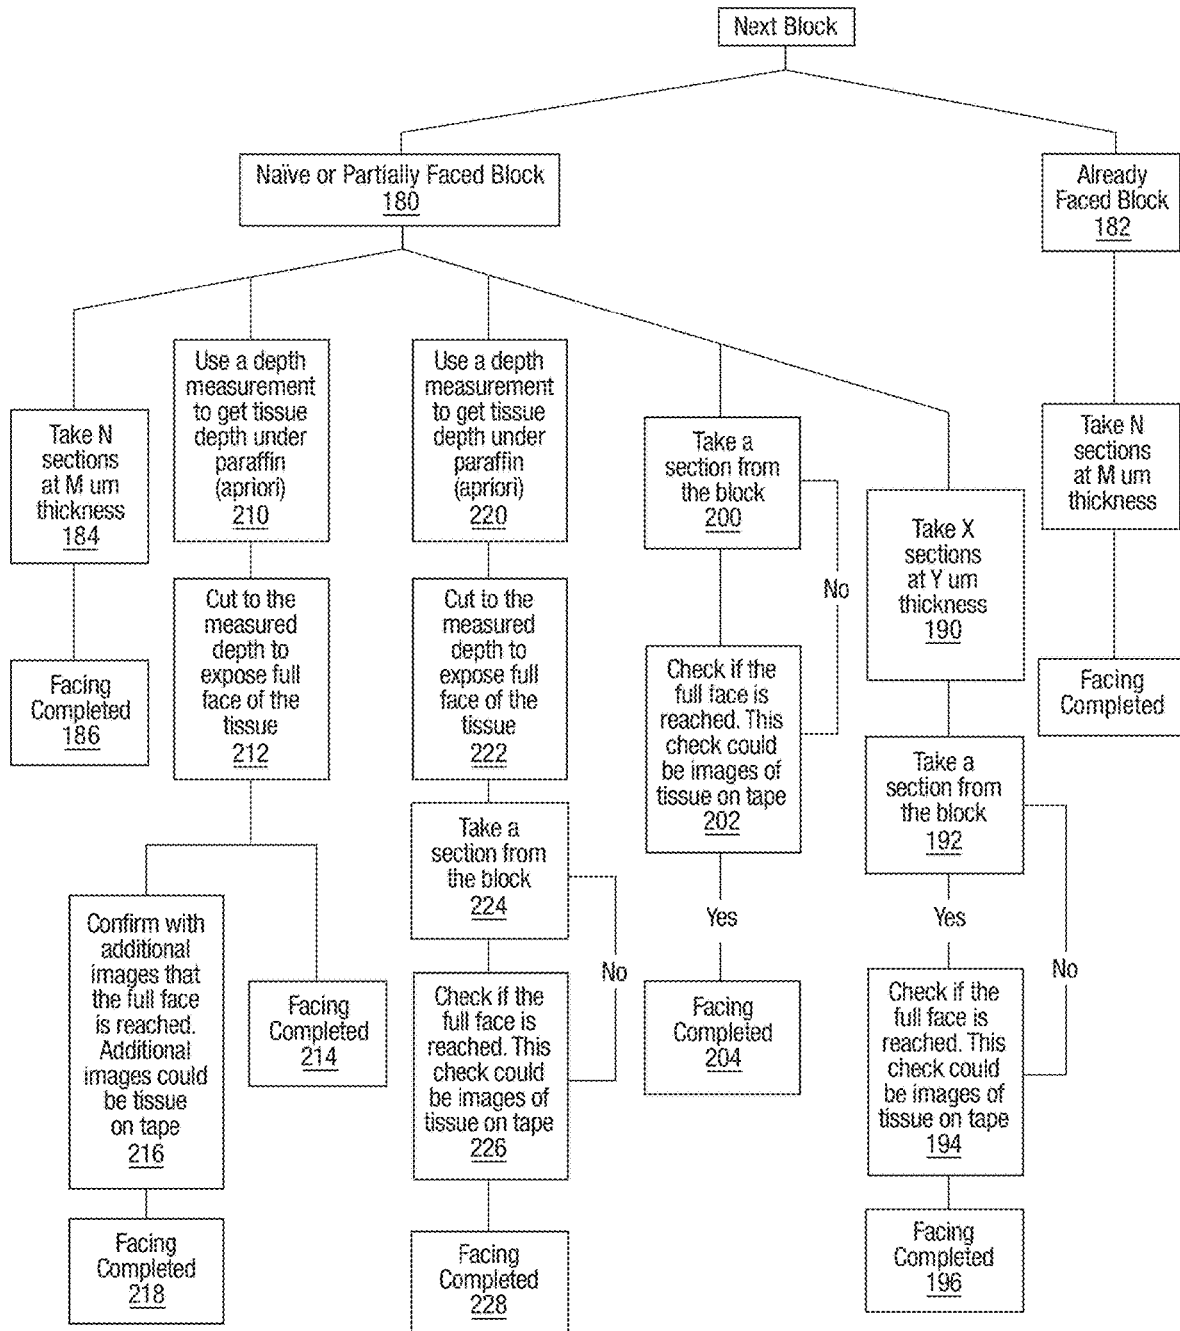 Next Block
Naïve or Partially Faced Block
180
Already
Faced Block
182
Take N
sections
at M um
thickness
184
Facing
Completed
186
Use a depth
measurement
to get tissue
depth under
paraffin
(apriori)
210
Cut to the
measured
depth to
expose full
face of the
tissue
212
Confirm with
additional
images that
the full face
is reached.
Additional
images could
be tissue
on tape
216
Facing
Completed
218
Facing
Completed
214
Use a depth
measurement
to get tissue
depth under
paraffin
(apriori)
220
Cut to the
measured
depth to
expose full
face of the
tissue
222
Take a
section from
the block
224
No
Check if the
full face is
reached. This
check could
be images of
tissue on tape
226
Facing
Completed
228
Take a
section from
the block
200
No
Check if the
full face is
reached. This
check could
be images of
tissue on tape
202
Yes
Facing
Completed
204
Take X
sections
at Y um
thickness
190
Take a
section from
the block
192
Yes
No
Check if the
full face is
reached. This
check could
be images of
tissue on tape
194
Facing
Completed
196
Take N
sections
at M um
thickness
Facing
Completed